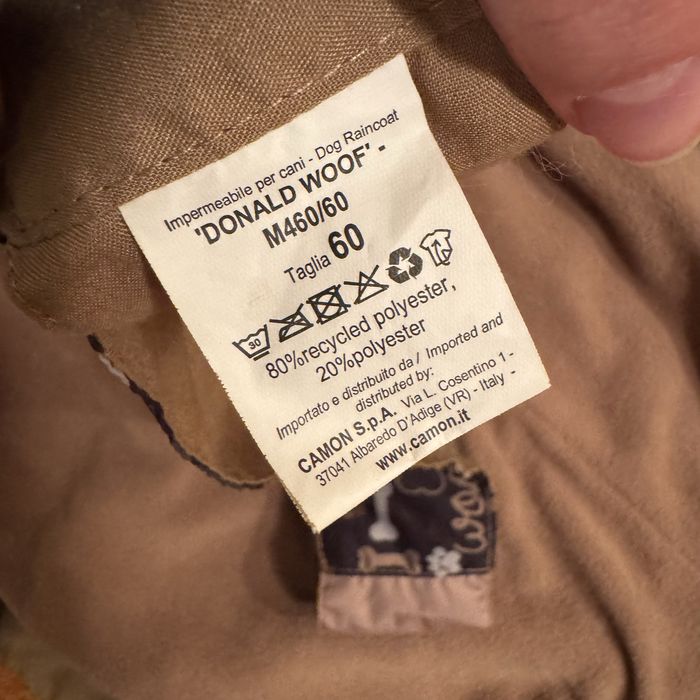 Impermeabile per cani - Dog Raincoat
'DONALD WOOF' -
M460/60
Taglia 60
30
80%recycled polyester,
20%polyester
Importato e distribuito da / Imported and
distributed by:
CAMON S.p.A. Via L. Cosentino 1 -
37041 Albaredo D'Adige (VR) - Italy -
www.camon.it